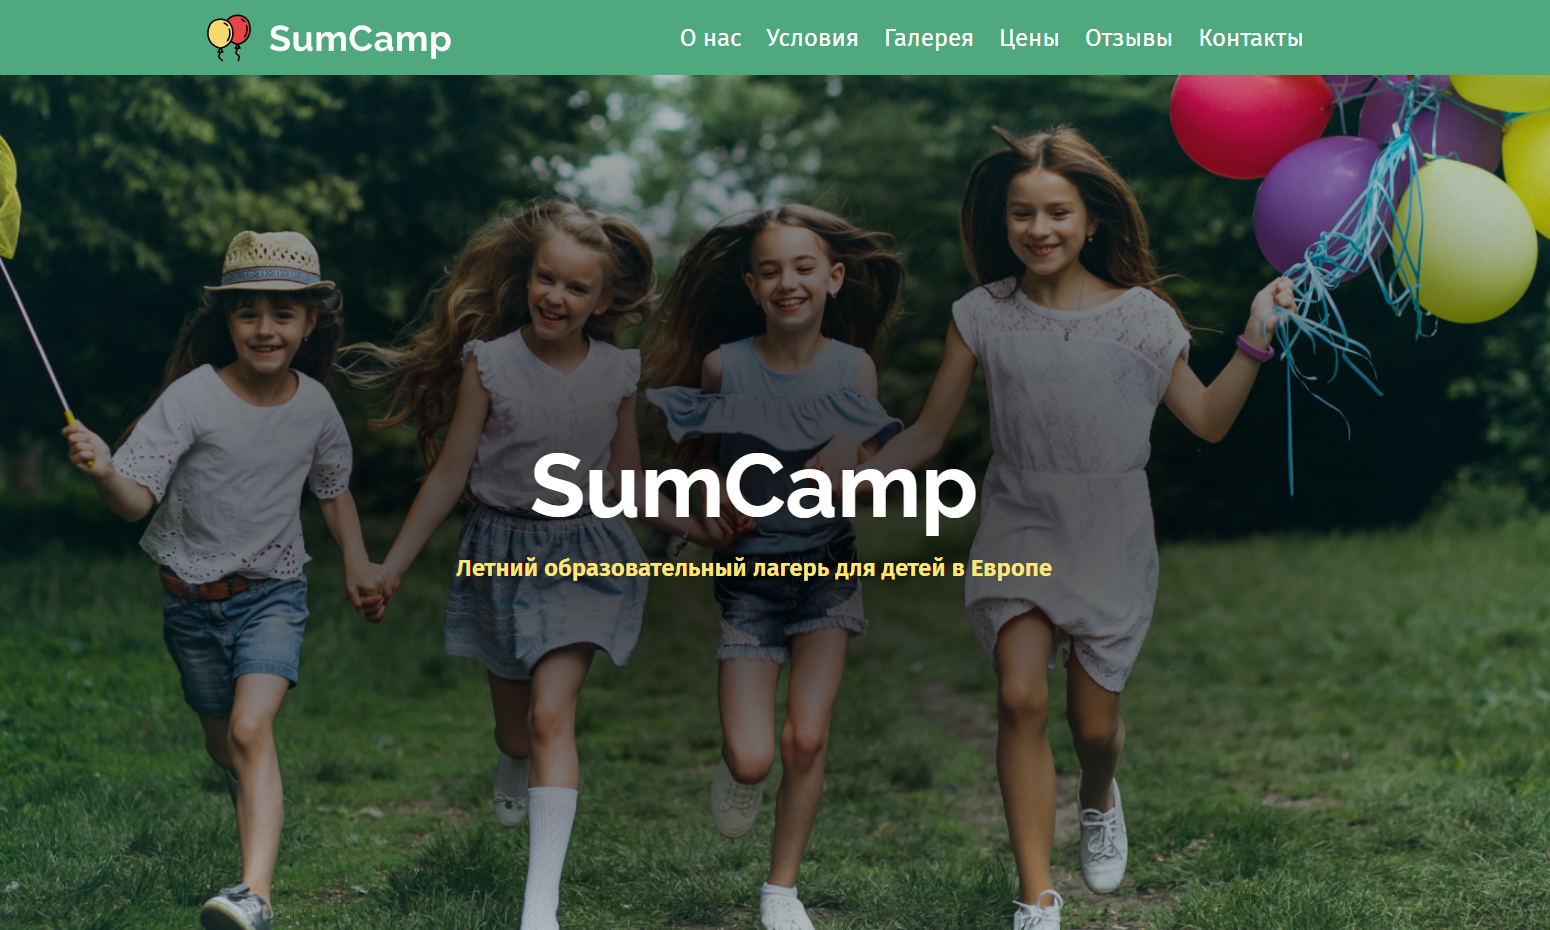 SumCamp
О нас Условия Галерея Цены Отзывы Контакты
SumCamp
Летний образовательный лагерь для детей в Европе